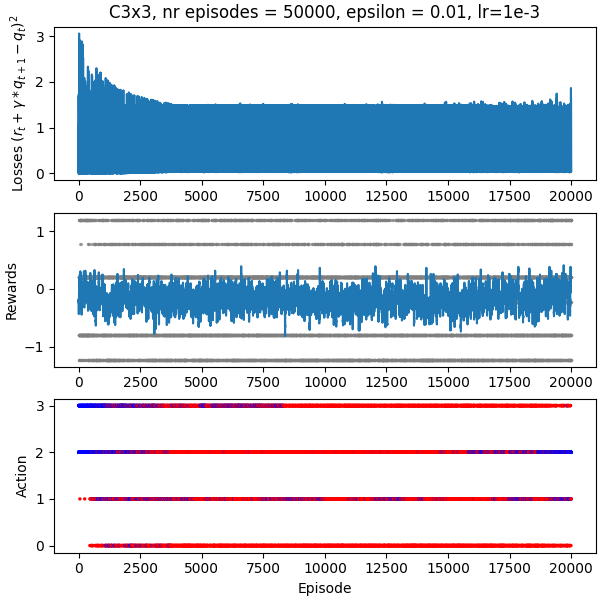 C3x3, nr episodes = 50000, epsilon = 0.01, lr=1e-3
Losses $(r_t + \gamma * q_{t+1} - q_t)^2$
3
2
1
0
0 2500 5000 7500 10000 12500 15000 17500 20000
Rewards
1
0
−1
0 2500 5000 7500 10000 12500 15000 17500 20000
Action
3
2
1
0
0 2500 5000 7500 10000 12500 15000 17500 20000
Episode